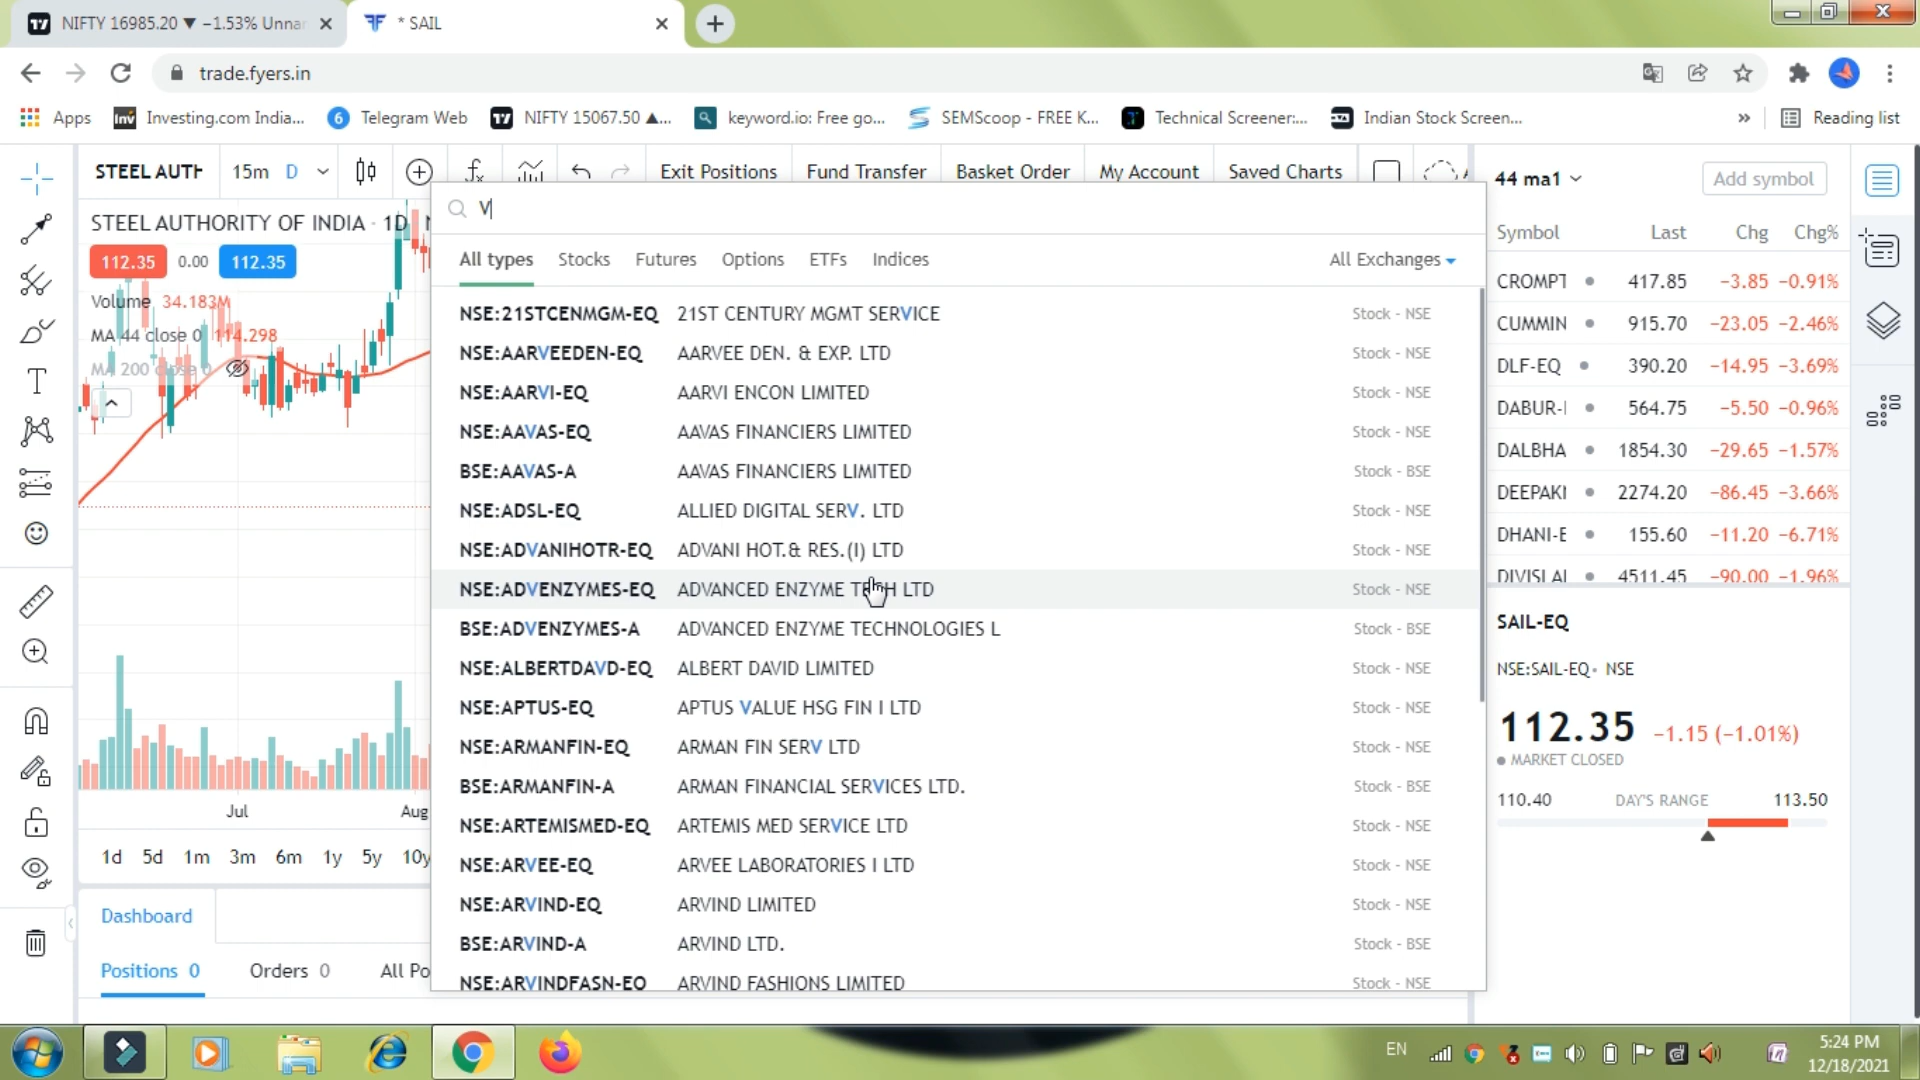 NIFTY 16985.20 ▼ −1.53% Unnar
* SAIL
trade.fyers.in
Apps
Investing.com India...
Telegram Web
NIFTY 15067.50 ▲...
keyword.io: Free go...
SEMScoop - FREE K...
Technical Screener:...
Indian Stock Screen...
»
Reading list
STEEL AUTH
15m
D
Exit Positions
Fund Transfer
Basket Order
My Account
Saved Charts
44 ma1
Add symbol
STEEL AUTHORITY OF INDIA · 1D
V
112.35
0.00
112.35
Volume 34.183M
MA 44 close 0 114.298
MA 200 close 0
All types
Stocks
Futures
Options
ETFs
Indices
All Exchanges
NSE:21STCENMGM-EQ 21ST CENTURY MGMT SERVICE Stock - NSE
NSE:AARVEEDEN-EQ AARVEE DEN. & EXP. LTD Stock - NSE
NSE:AARVI-EQ AARVI ENCON LIMITED Stock - NSE
NSE:AAVAS-EQ AAVAS FINANCIERS LIMITED Stock - NSE
BSE:AAVAS-A AAVAS FINANCIERS LIMITED Stock - BSE
NSE:ADSL-EQ ALLIED DIGITAL SERV. LTD Stock - NSE
NSE:ADVANIHOTR-EQ ADVANI HOT.& RES.(I) LTD Stock - NSE
NSE:ADVENZYMES-EQ ADVANCED ENZYME TECH LTD Stock - NSE
BSE:ADVENZYMES-A ADVANCED ENZYME TECHNOLOGIES L Stock - BSE
NSE:ALBERTDAVD-EQ ALBERT DAVID LIMITED Stock - NSE
NSE:APTUS-EQ APTUS VALUE HSG FIN I LTD Stock - NSE
NSE:ARMANFIN-EQ ARMAN FIN SERV LTD Stock - NSE
BSE:ARMANFIN-A ARMAN FINANCIAL SERVICES LTD. Stock - BSE
NSE:ARTEMISMED-EQ ARTEMIS MED SERVICE LTD Stock - NSE
NSE:ARVEE-EQ ARVEE LABORATORIES I LTD Stock - NSE
NSE:ARVIND-EQ ARVIND LIMITED Stock - NSE
BSE:ARVIND-A ARVIND LTD. Stock - BSE
NSE:ARVINDFASN-EQ ARVIND FASHIONS LIMITED Stock - NSE
Symbol Last Chg Chg%
CROMPT 417.85 −3.85 −0.91%
CUMMIN 915.70 −23.05 −2.46%
DLF-EQ 390.20 −14.95 −3.69%
DABUR-I 564.75 −5.50 −0.96%
DALBHA 1854.30 −29.65 −1.57%
DEEPAKI 2274.20 −86.45 −3.66%
DHANI-E 155.60 −11.20 −6.71%
DIVISLAI 4511.45 −90.00 −1.96%
SAIL-EQ
NSE:SAIL-EQ · NSE
112.35 −1.15 (−1.01%)
MARKET CLOSED
110.40 DAY'S RANGE 113.50
Jul
Aug
1d 5d 1m 3m 6m 1y 5y 10y
Dashboard
Positions 0
Orders 0
All Po
EN
5:24 PM
12/18/2021